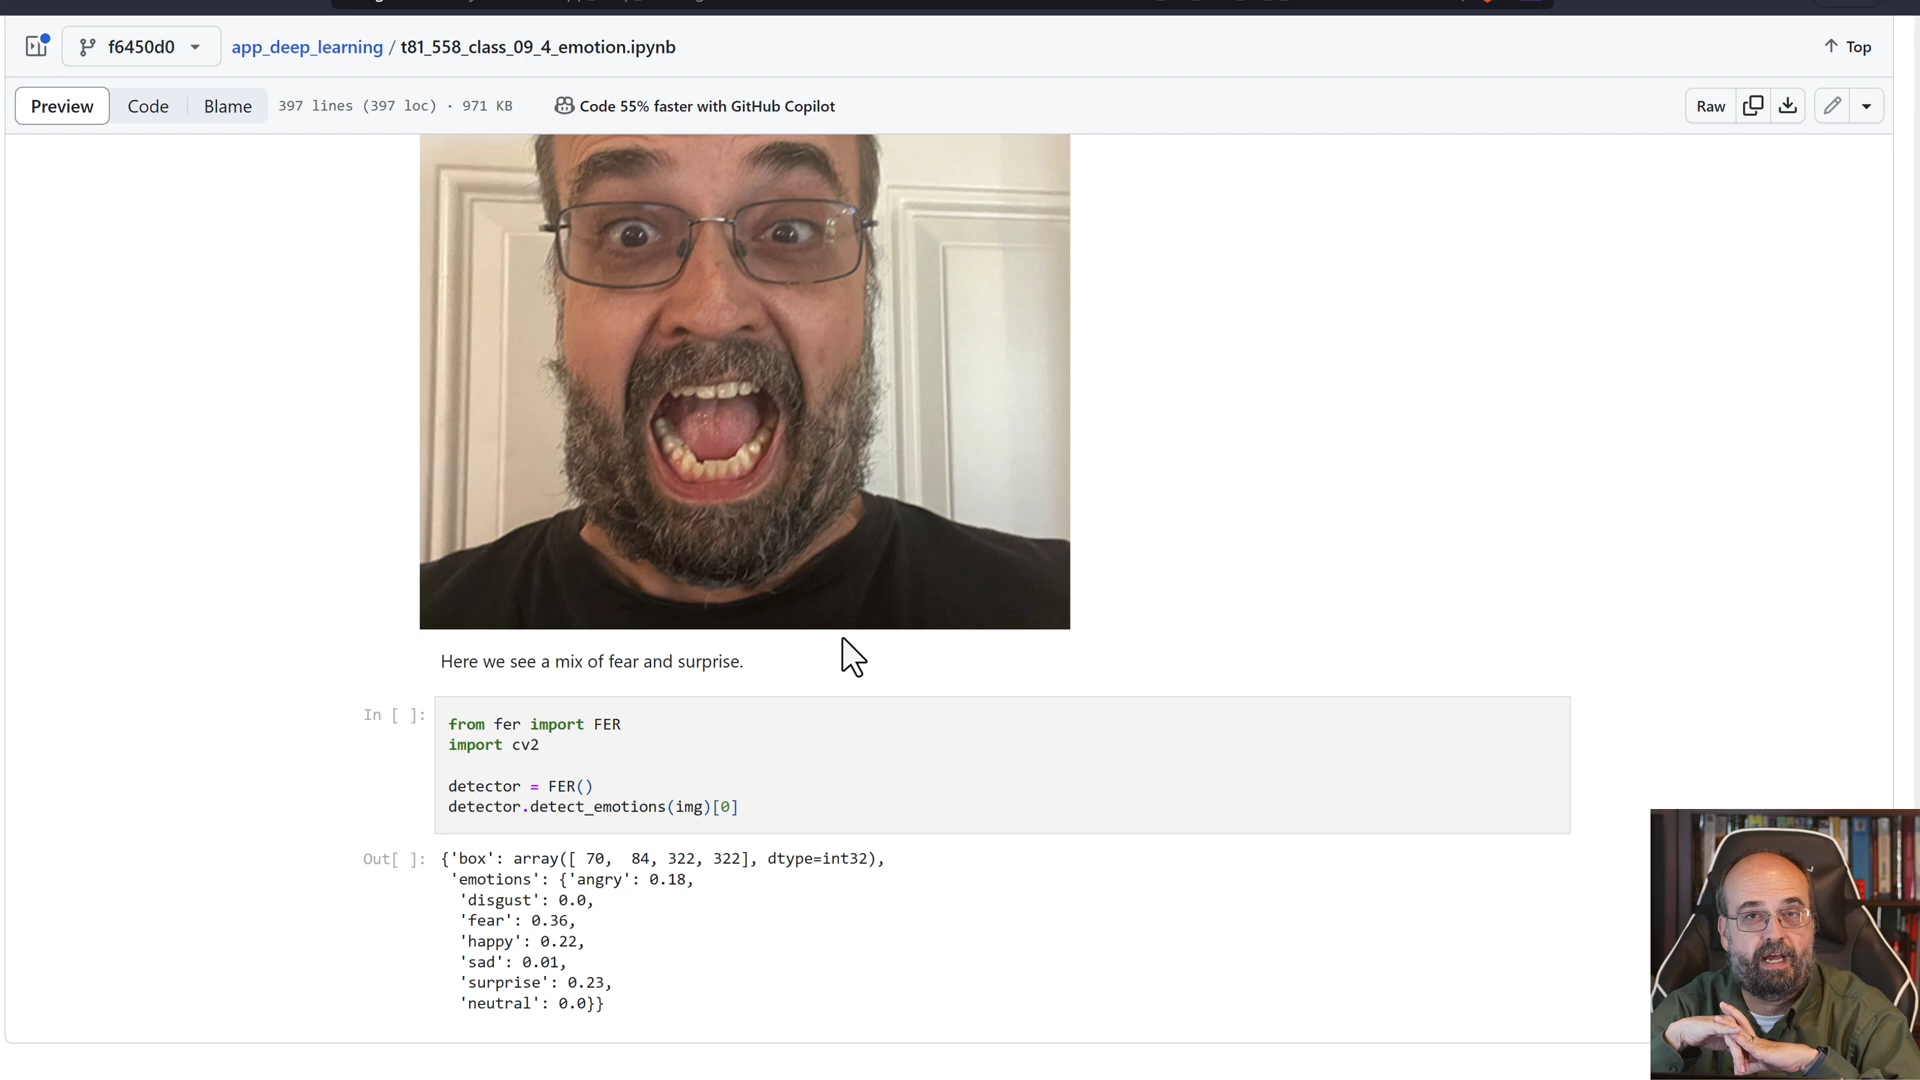 f6450d0
app_deep_learning / t81_558_class_09_4_emotion.ipynb
Top
Preview
Code
Blame
397 lines (397 loc) · 971 KB
Code 55% faster with GitHub Copilot
Raw
Here we see a mix of fear and surprise.
In [ ]:
from fer import FER
import cv2
detector = FER()
detector.detect_emotions(img)[0]
Out[ ]:
{'box': array([ 70,  84, 322, 322], dtype=int32),
'emotions': {'angry': 0.18,
'disgust': 0.0,
'fear': 0.36,
'happy': 0.22,
'sad': 0.01,
'surprise': 0.23,
'neutral': 0.0}}